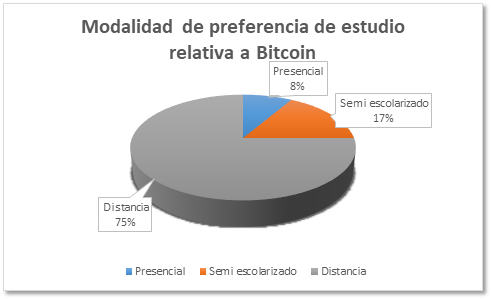 Modalidad de preferencia de estudio
relativa a Bitcoin
Presencial
8%
Semi escolarizado
17%
Distancia
75%
Presencial Semi escolarizado Distancia